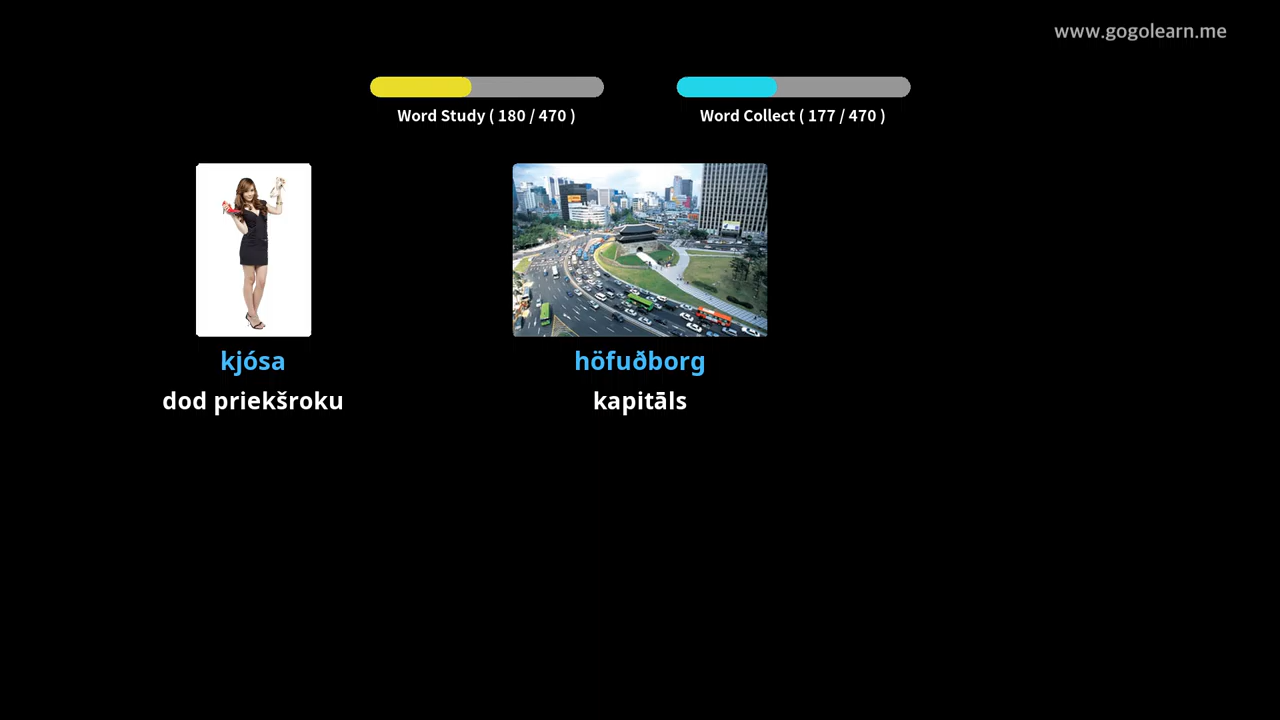 www.gogolearn.me
Word Study ( 180 / 470 )
Word Collect ( 177 / 470 )
kjósa
dod priekšroku
höfuðborg
kapitāls